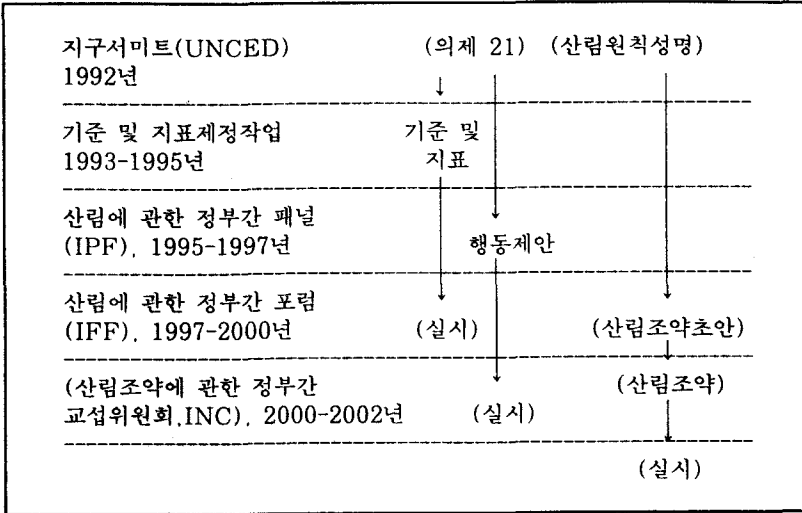 지구서미트(UNCED) (의제 21) (산림원칙성명)
1992년
기준 및 지표제정작업 기준 및
1993-1995년 지표
산림에 관한 정부간 패널
(IPF), 1995-1997년 행동제안
산림에 관한 정부간 포럼
(IFF), 1997-2000년 (실시) (산림조약초안)
(산림조약에 관한 정부간 (산림조약)
교섭위원회,INC), 2000-2002년 (실시)
(실시)